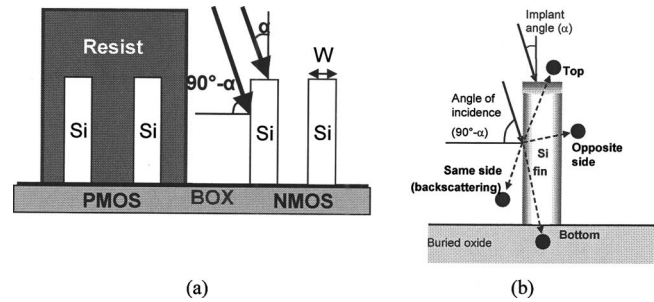 Resist
α
W
90°-α
Si
Si
Si
PMOS
BOX
NMOS
(a)
Implant
angle (α)
Top
Angle of
incidence
(90°-α)
Opposite
side
Si
fin
Same side
(backscattering)
Bottom
Buried oxide
(b)